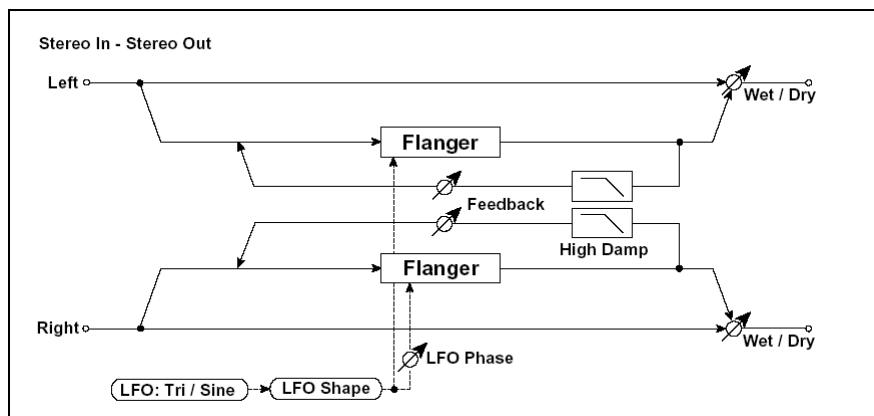 Stereo In - Stereo Out
Left
Wet / Dry
Flanger
Feedback
High Damp
Flanger
Right
Wet / Dry
LFO Phase
LFO: Tri / Sine
LFO Shape